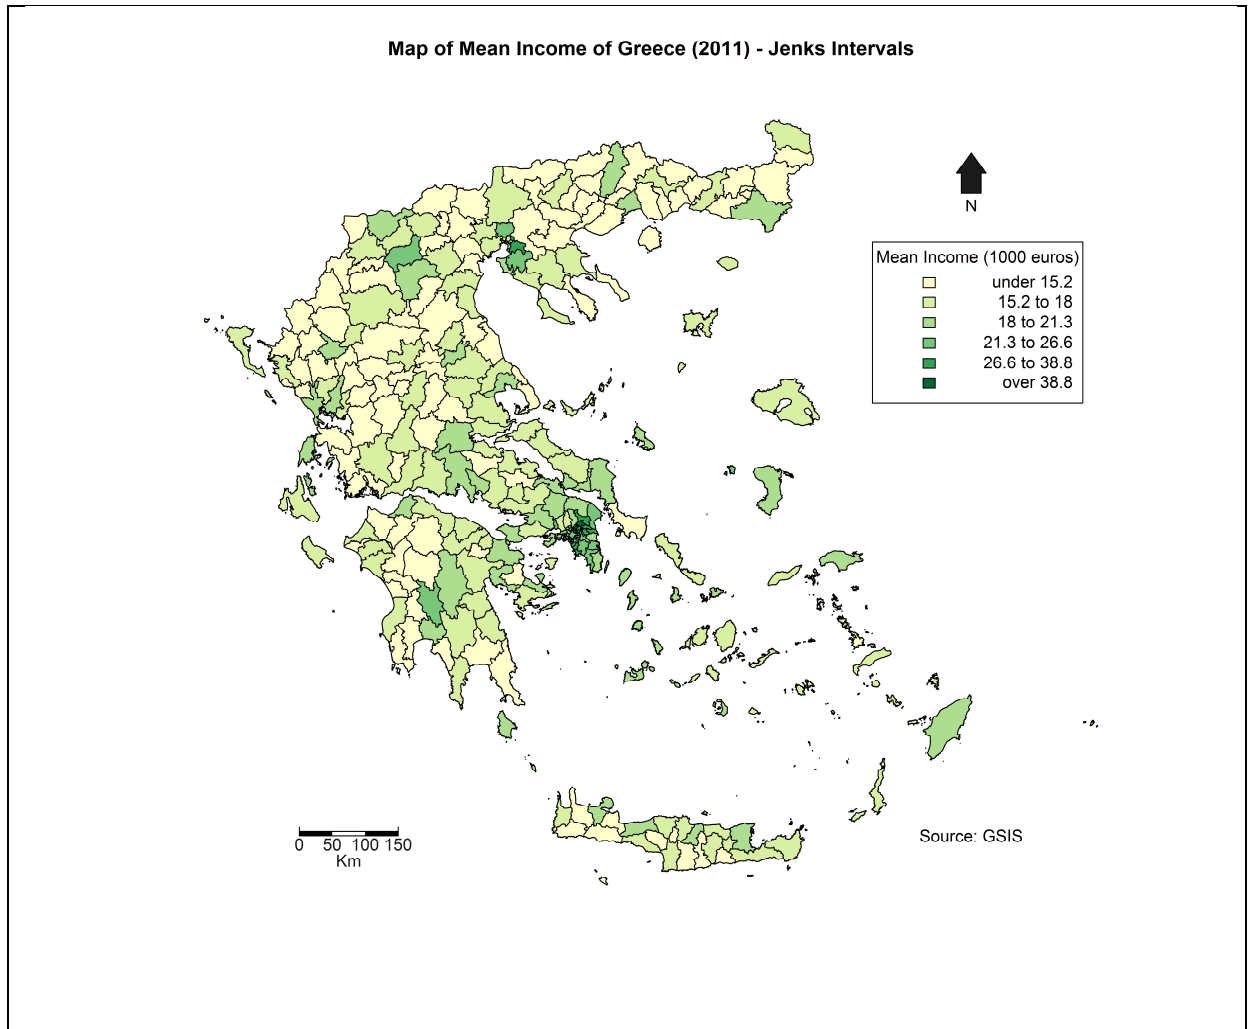 Map of Mean Income of Greece (2011) - Jenks Intervals
N
Mean Income (1000 euros)
under 15.2
15.2 to 18
18 to 21.3
21.3 to 26.6
26.6 to 38.8
over 38.8
0 50 100 150
Km
Source: GSIS